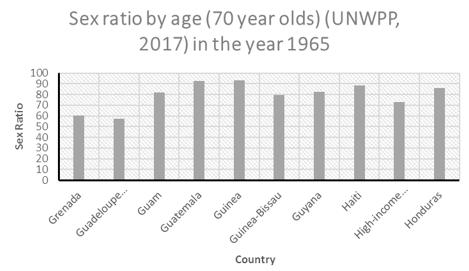 Sex ratio by age (70 year olds) (UNWPP,
2017) in the year 1965
100
90
80
70
60
50
40
30
20
10
0
Sex Ratio
Grenada
Guadeloupe...
Guam
Guatemala
Guinea
Guinea-Bissau
Guyana
Haiti
High-income...
Honduras
Country